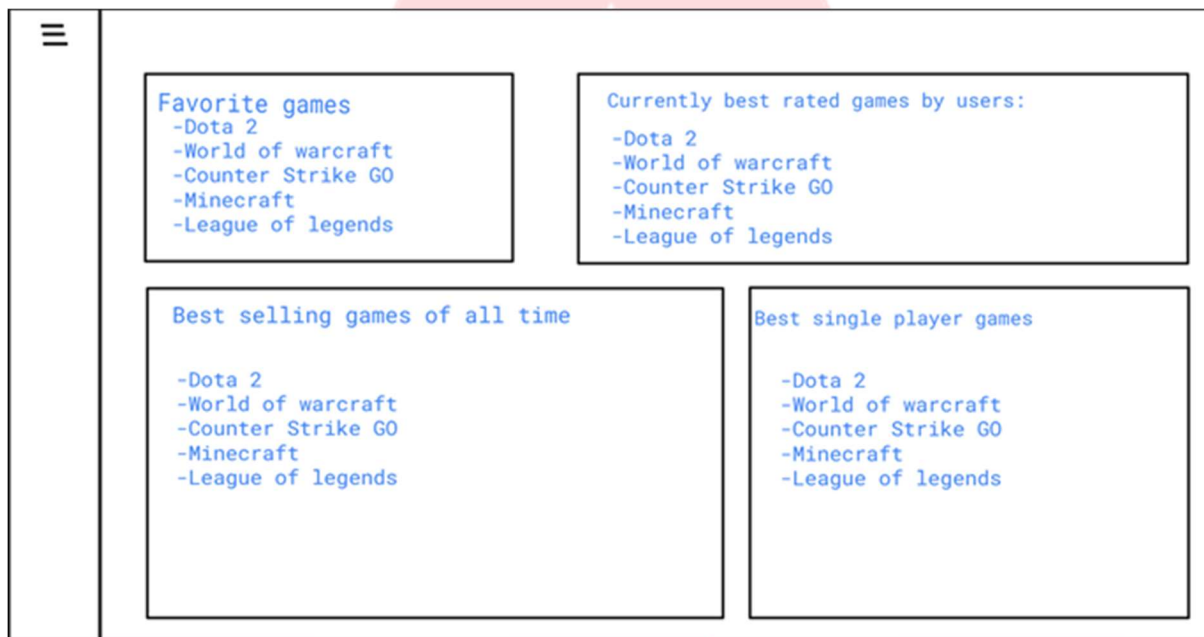 Favorite games
-Dota 2
-World of warcraft
-Counter Strike GO
-Minecraft
-League of legends
Currently best rated games by users:
-Dota 2
-World of warcraft
-Counter Strike GO
-Minecraft
-League of legends
Best selling games of all time
-Dota 2
-World of warcraft
-Counter Strike GO
-Minecraft
-League of legends
Best single player games
-Dota 2
-World of warcraft
-Counter Strike GO
-Minecraft
-League of legends